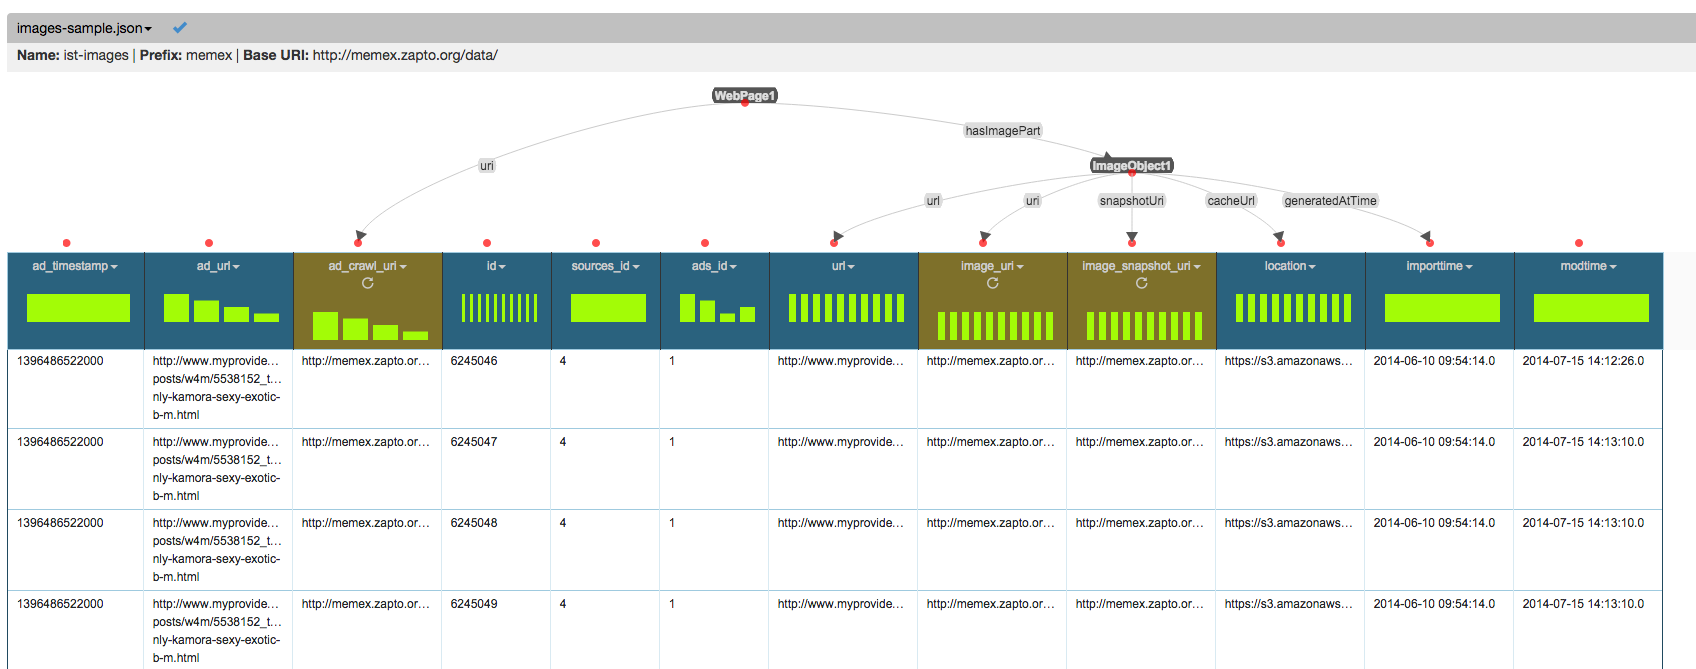 images-sample.json
Name: ist-images | Prefix: memex | Base URI: http://memex.zapto.org/data/
WebPage1
hasImagePart
uri
ImageObject1
url
uri
snapshotUri
cacheUrl
generatedAtTime
ad_timestamp ad_url ad_crawl_uri id sources_id ads_id url image_uri image_snapshot_uri location importtime modtime
1396486522000 http://www.myprovide... http://memex.zapto.or... 6245046 4 1 http://www.myprovide... http://memex.zapto.or... http://memex.zapto.or... https://s3.amazonaws... 2014-06-10 09:54:14.0 2014-07-15 14:12:26.0
posts/w4m/5538152_t...
nly-kamora-sexy-exotic-
b-m.html
1396486522000 http://www.myprovide... http://memex.zapto.or... 6245047 4 1 http://www.myprovide... http://memex.zapto.or... http://memex.zapto.or... https://s3.amazonaws... 2014-06-10 09:54:14.0 2014-07-15 14:13:10.0
posts/w4m/5538152_t...
nly-kamora-sexy-exotic-
b-m.html
1396486522000 http://www.myprovide... http://memex.zapto.or... 6245048 4 1 http://www.myprovide... http://memex.zapto.or... http://memex.zapto.or... https://s3.amazonaws... 2014-06-10 09:54:14.0 2014-07-15 14:13:10.0
posts/w4m/5538152_t...
nly-kamora-sexy-exotic-
b-m.html
1396486522000 http://www.myprovide... http://memex.zapto.or... 6245049 4 1 http://www.myprovide... http://memex.zapto.or... http://memex.zapto.or... https://s3.amazonaws... 2014-06-10 09:54:14.0 2014-07-15 14:13:10.0
posts/w4m/5538152_t...
nly-kamora-sexy-exotic-
b-m.html